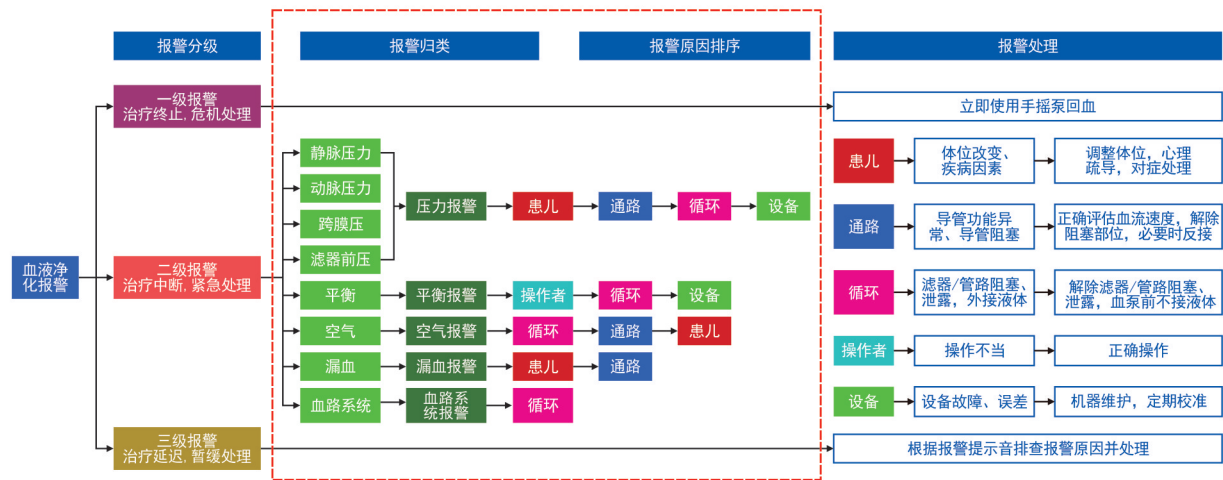 报警分级
报警归类
报警原因排序
报警处理
血液净
化报警
一级报警
治疗终止, 危机处理
立即使用手摇泵回血
二级报警
治疗中断, 紧急处理
静脉压力
动脉压力
跨膜压
滤器前压
压力报警
患儿
通路
循环
设备
平衡
平衡报警
操作者
循环
设备
空气
空气报警
循环
通路
患儿
漏血
漏血报警
患儿
通路
血路系统
血路系
统报警
循环
患儿
体位改变、
疾病因素
调整体位，心理
疏导，对症处理
通路
导管功能异
常、导管阻塞
正确评估血流速度，解除
阻塞部位，必要时反接
循环
滤器/管路阻塞、
泄露，外接液体
解除滤器/管路阻塞、
泄露，血泵前不接液体
操作者
操作不当
正确操作
设备
设备故障、误差
机器维护，定期校准
三级报警
治疗延迟, 暂缓处理
根据报警提示音排查报警原因并处理